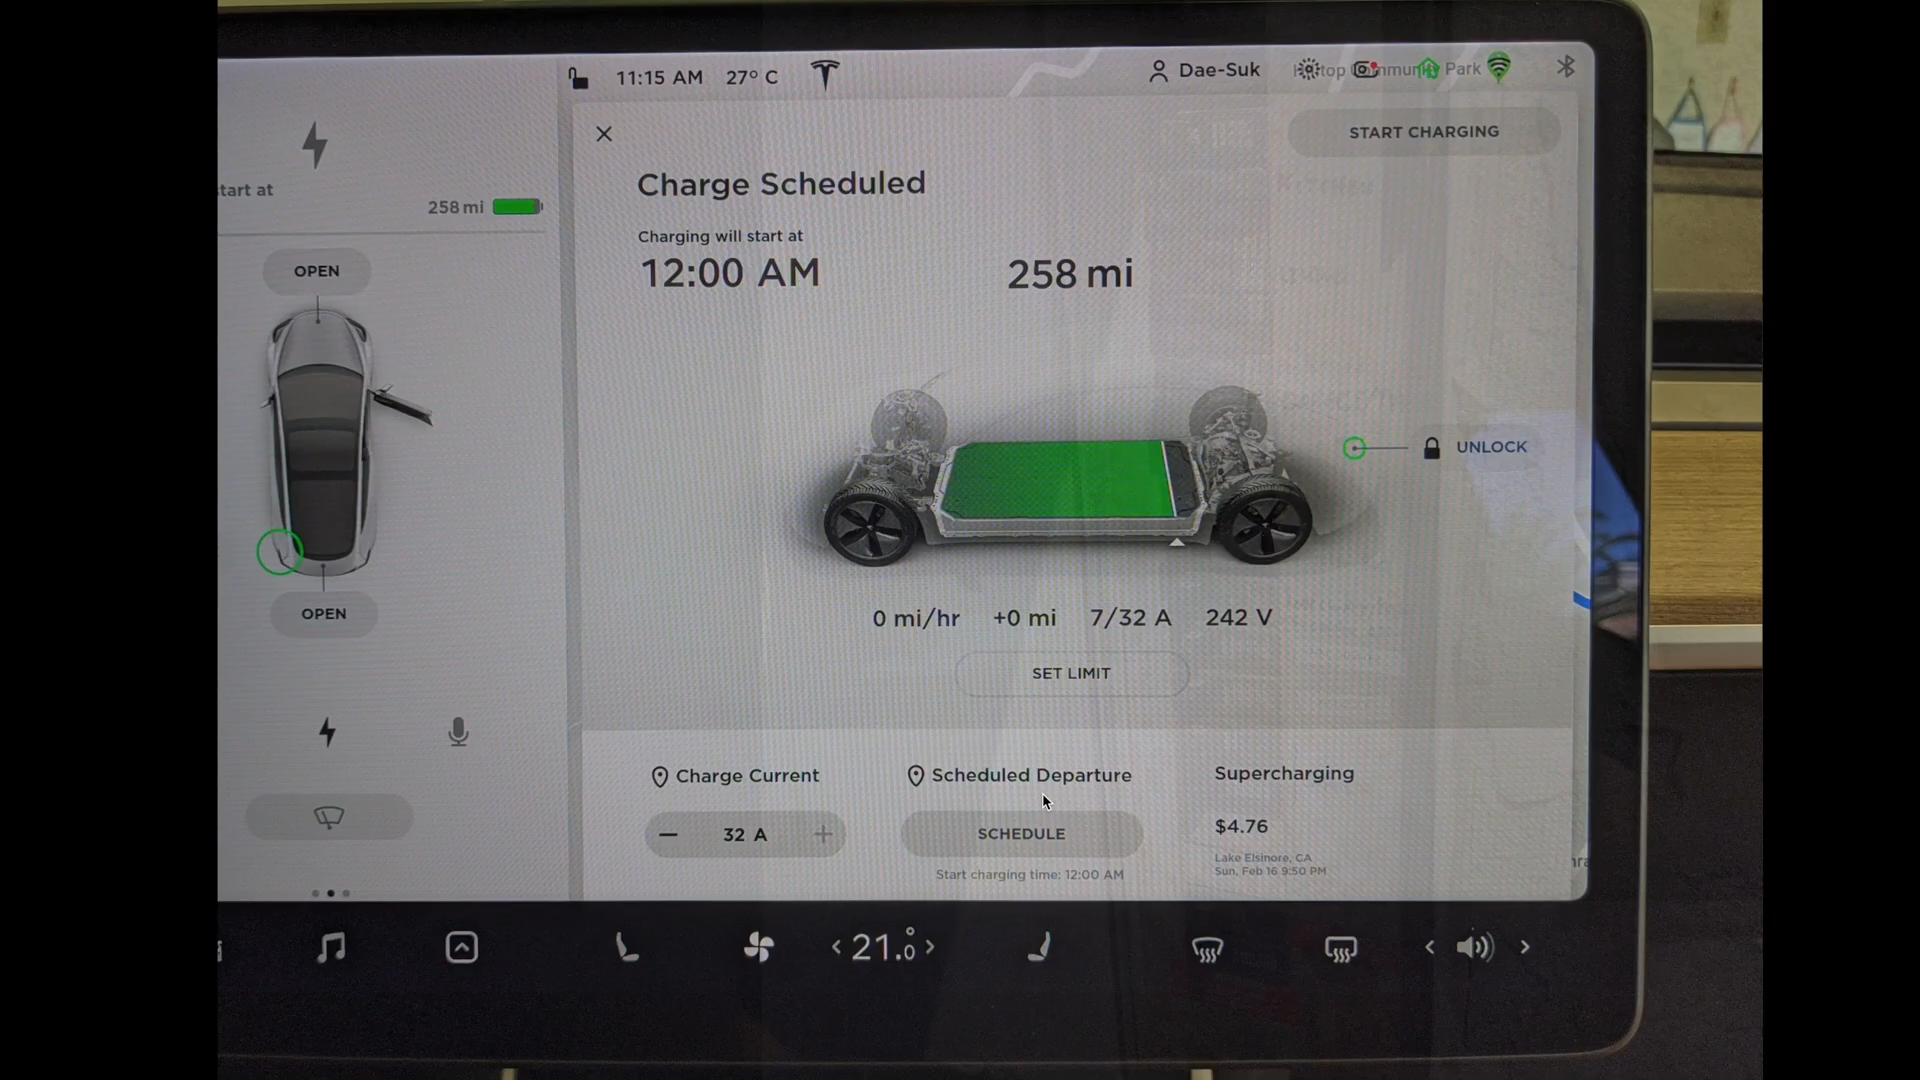 11:15 AM 27° C
Dae-Suk
Park
START CHARGING
start at
258 mi
OPEN
OPEN
Charge Scheduled
Charging will start at
12:00 AM
258 mi
UNLOCK
0 mi/hr +0 mi 7/32 A 242 V
SET LIMIT
Charge Current
32 A
Scheduled Departure
SCHEDULE
Start charging time: 12:00 AM
Supercharging
$4.76
Lake Elsinore, CA
Sun, Feb 16 9:50 PM
21.0°